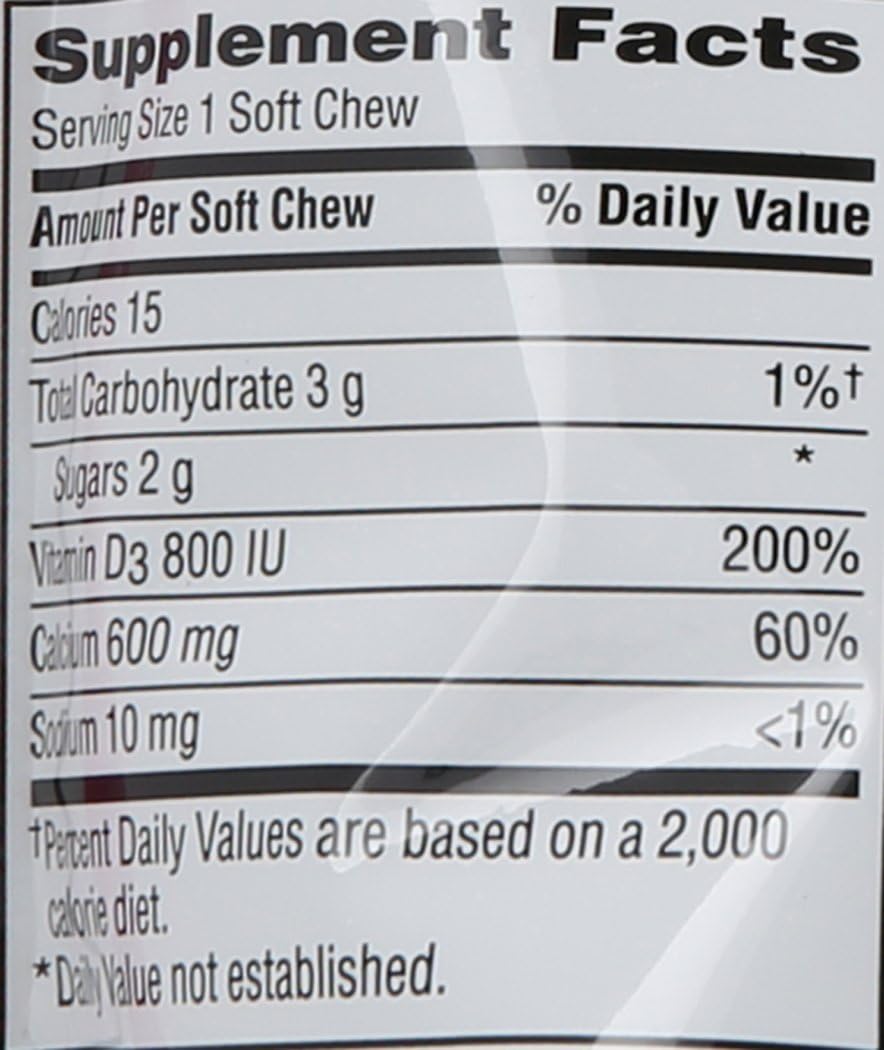 Supplement Facts
Serving Size 1 Soft Chew
Amount Per Soft Chew % Daily Value
Calories 15
Total Carbohydrate 3 g 1%†
Sugars 2 g *
Vitamin D3 800 IU 200%
Calcium 600 mg 60%
Sodium 10 mg <1%
†Percent Daily Values are based on a 2,000
calorie diet.
*Daily Value not established.